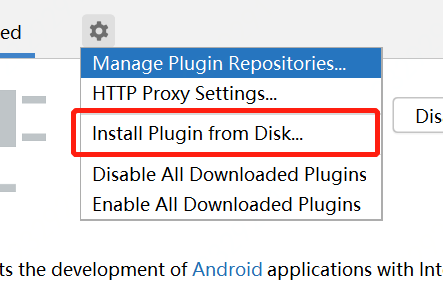 ed
Manage Plugin Repositories...
HTTP Proxy Settings...
Install Plugin from Disk...
Dis
Disable All Downloaded Plugins
Enable All Downloaded Plugins
ts the development of Android applications with Inte